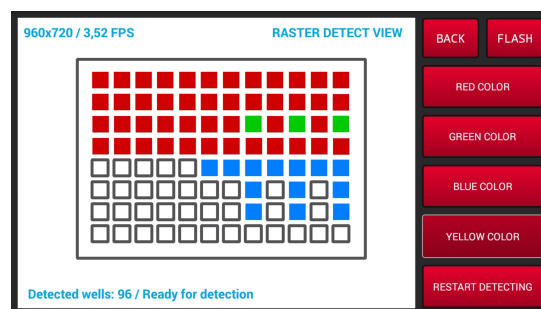 960x720 / 3,52 FPS
RASTER DETECT VIEW
BACK
FLASH
RED COLOR
GREEN COLOR
BLUE COLOR
YELLOW COLOR
RESTART DETECTING
Detected wells: 96 / Ready for detection